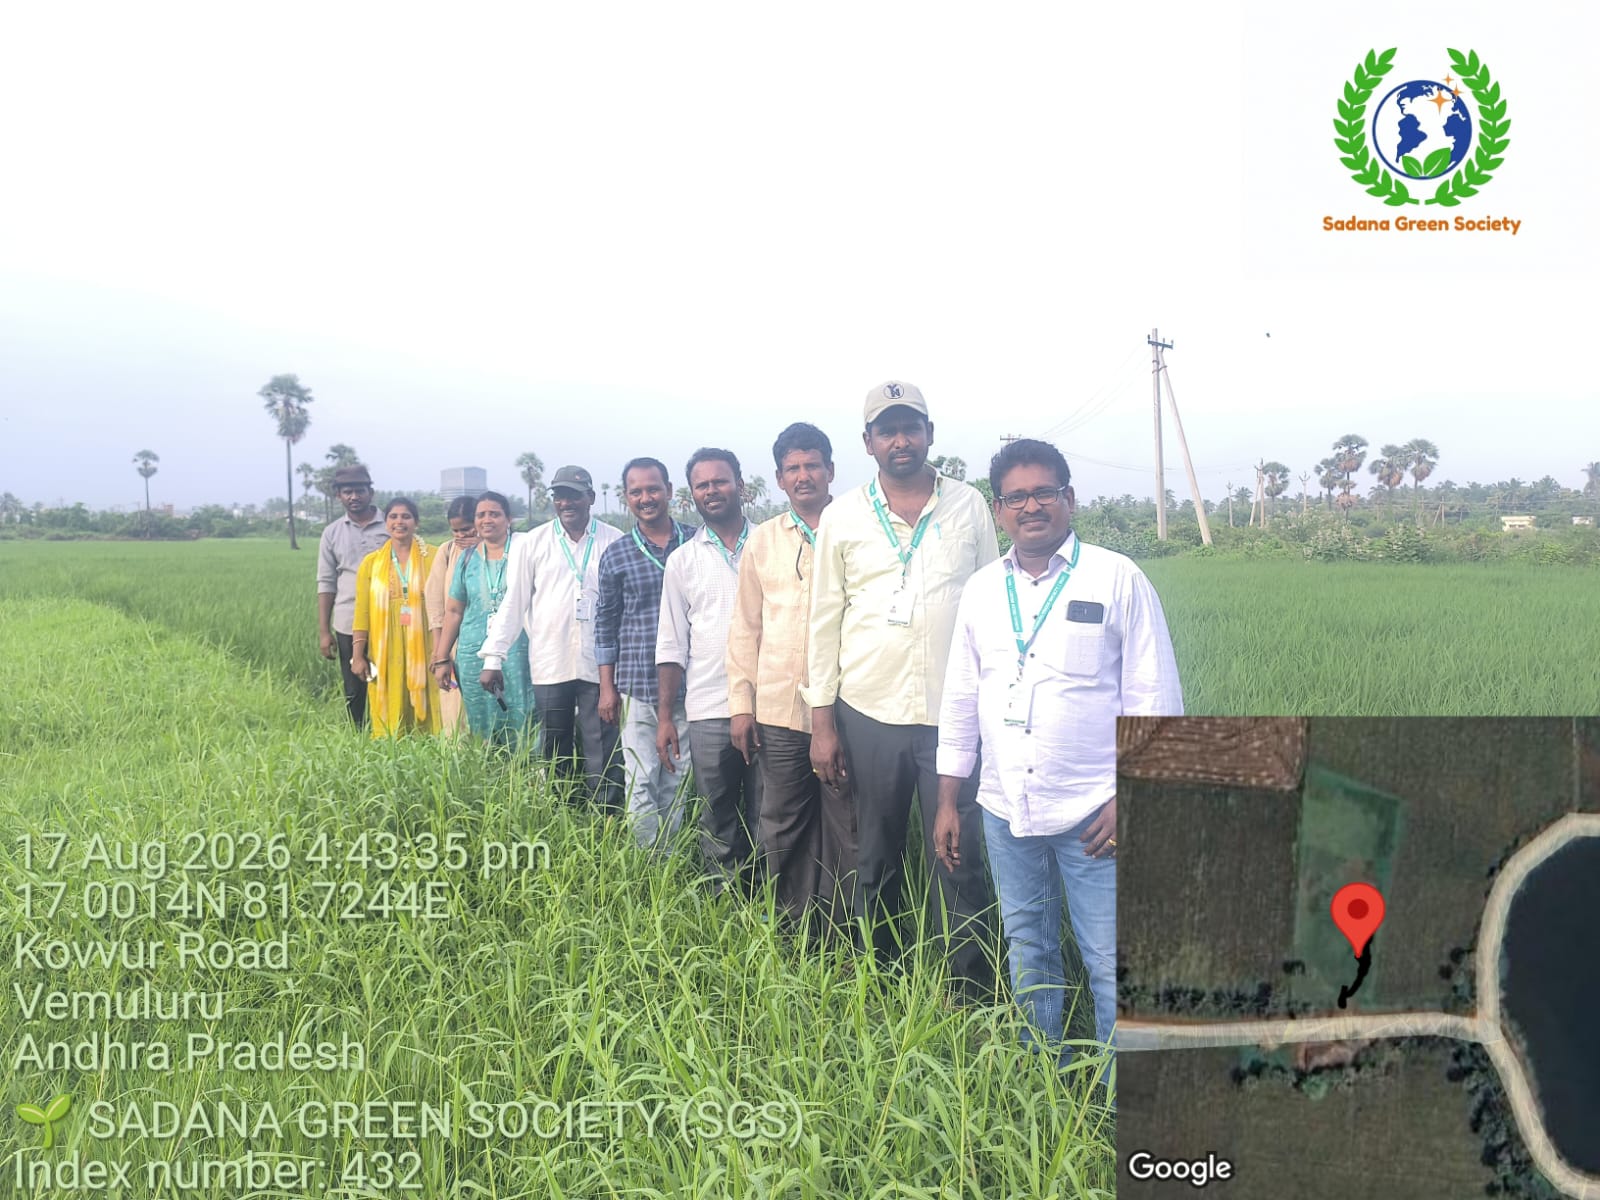 Sadana Green Society
17 Aug 2026 4:43:35 pm
17.0014N 81.7244E
Kovvur Road
Vemuluru
Andhra Pradesh
SADANA GREEN SOCIETY (SGS)
Index number: 432
Google